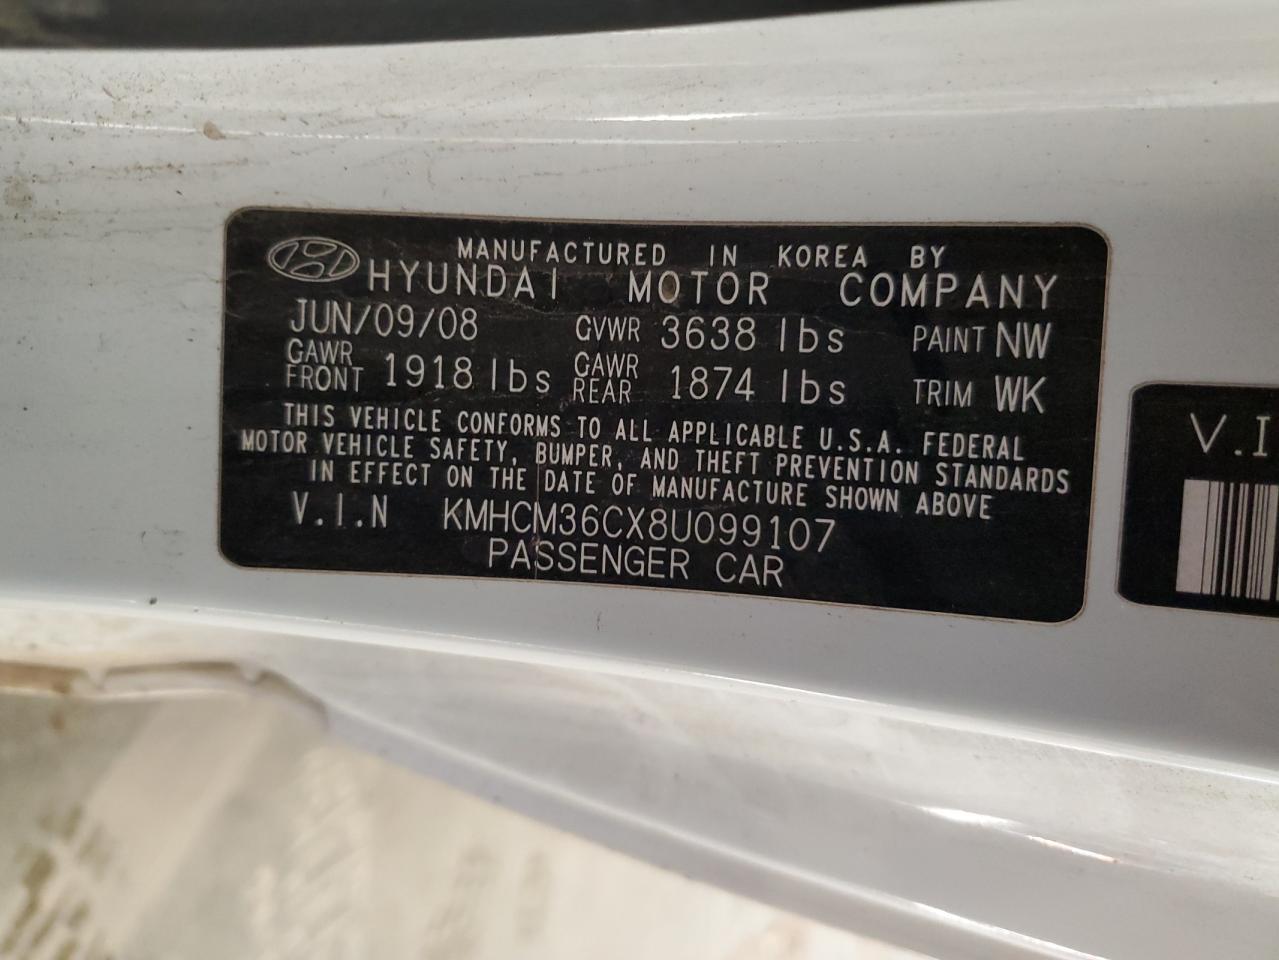 MANUFACTURED IN KOREA BY
HYUNDAI MOTOR COMPANY
JUN/09/08 GVWR 3638 lbs PAINT NW
GAWR FRONT 1918 lbs GAWR REAR 1874 lbs TRIM WK
THIS VEHICLE CONFORMS TO ALL APPLICABLE U.S.A. FEDERAL
MOTOR VEHICLE SAFETY, BUMPER, AND THEFT PREVENTION STANDARDS
IN EFFECT ON THE DATE OF MANUFACTURE SHOWN ABOVE
V.I.N KMHCM36CX8U099107
PASSENGER CAR
V.I